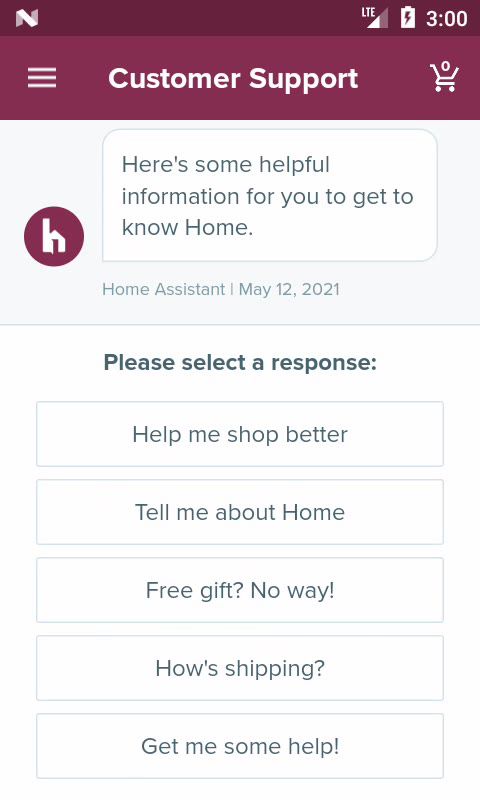 LTE
3:00
Customer Support
0
Here's some helpful
information for you to get to
know Home.
h
Home Assistant | May 12, 2021
Please select a response:
Help me shop better
Tell me about Home
Free gift? No way!
How's shipping?
Get me some help!